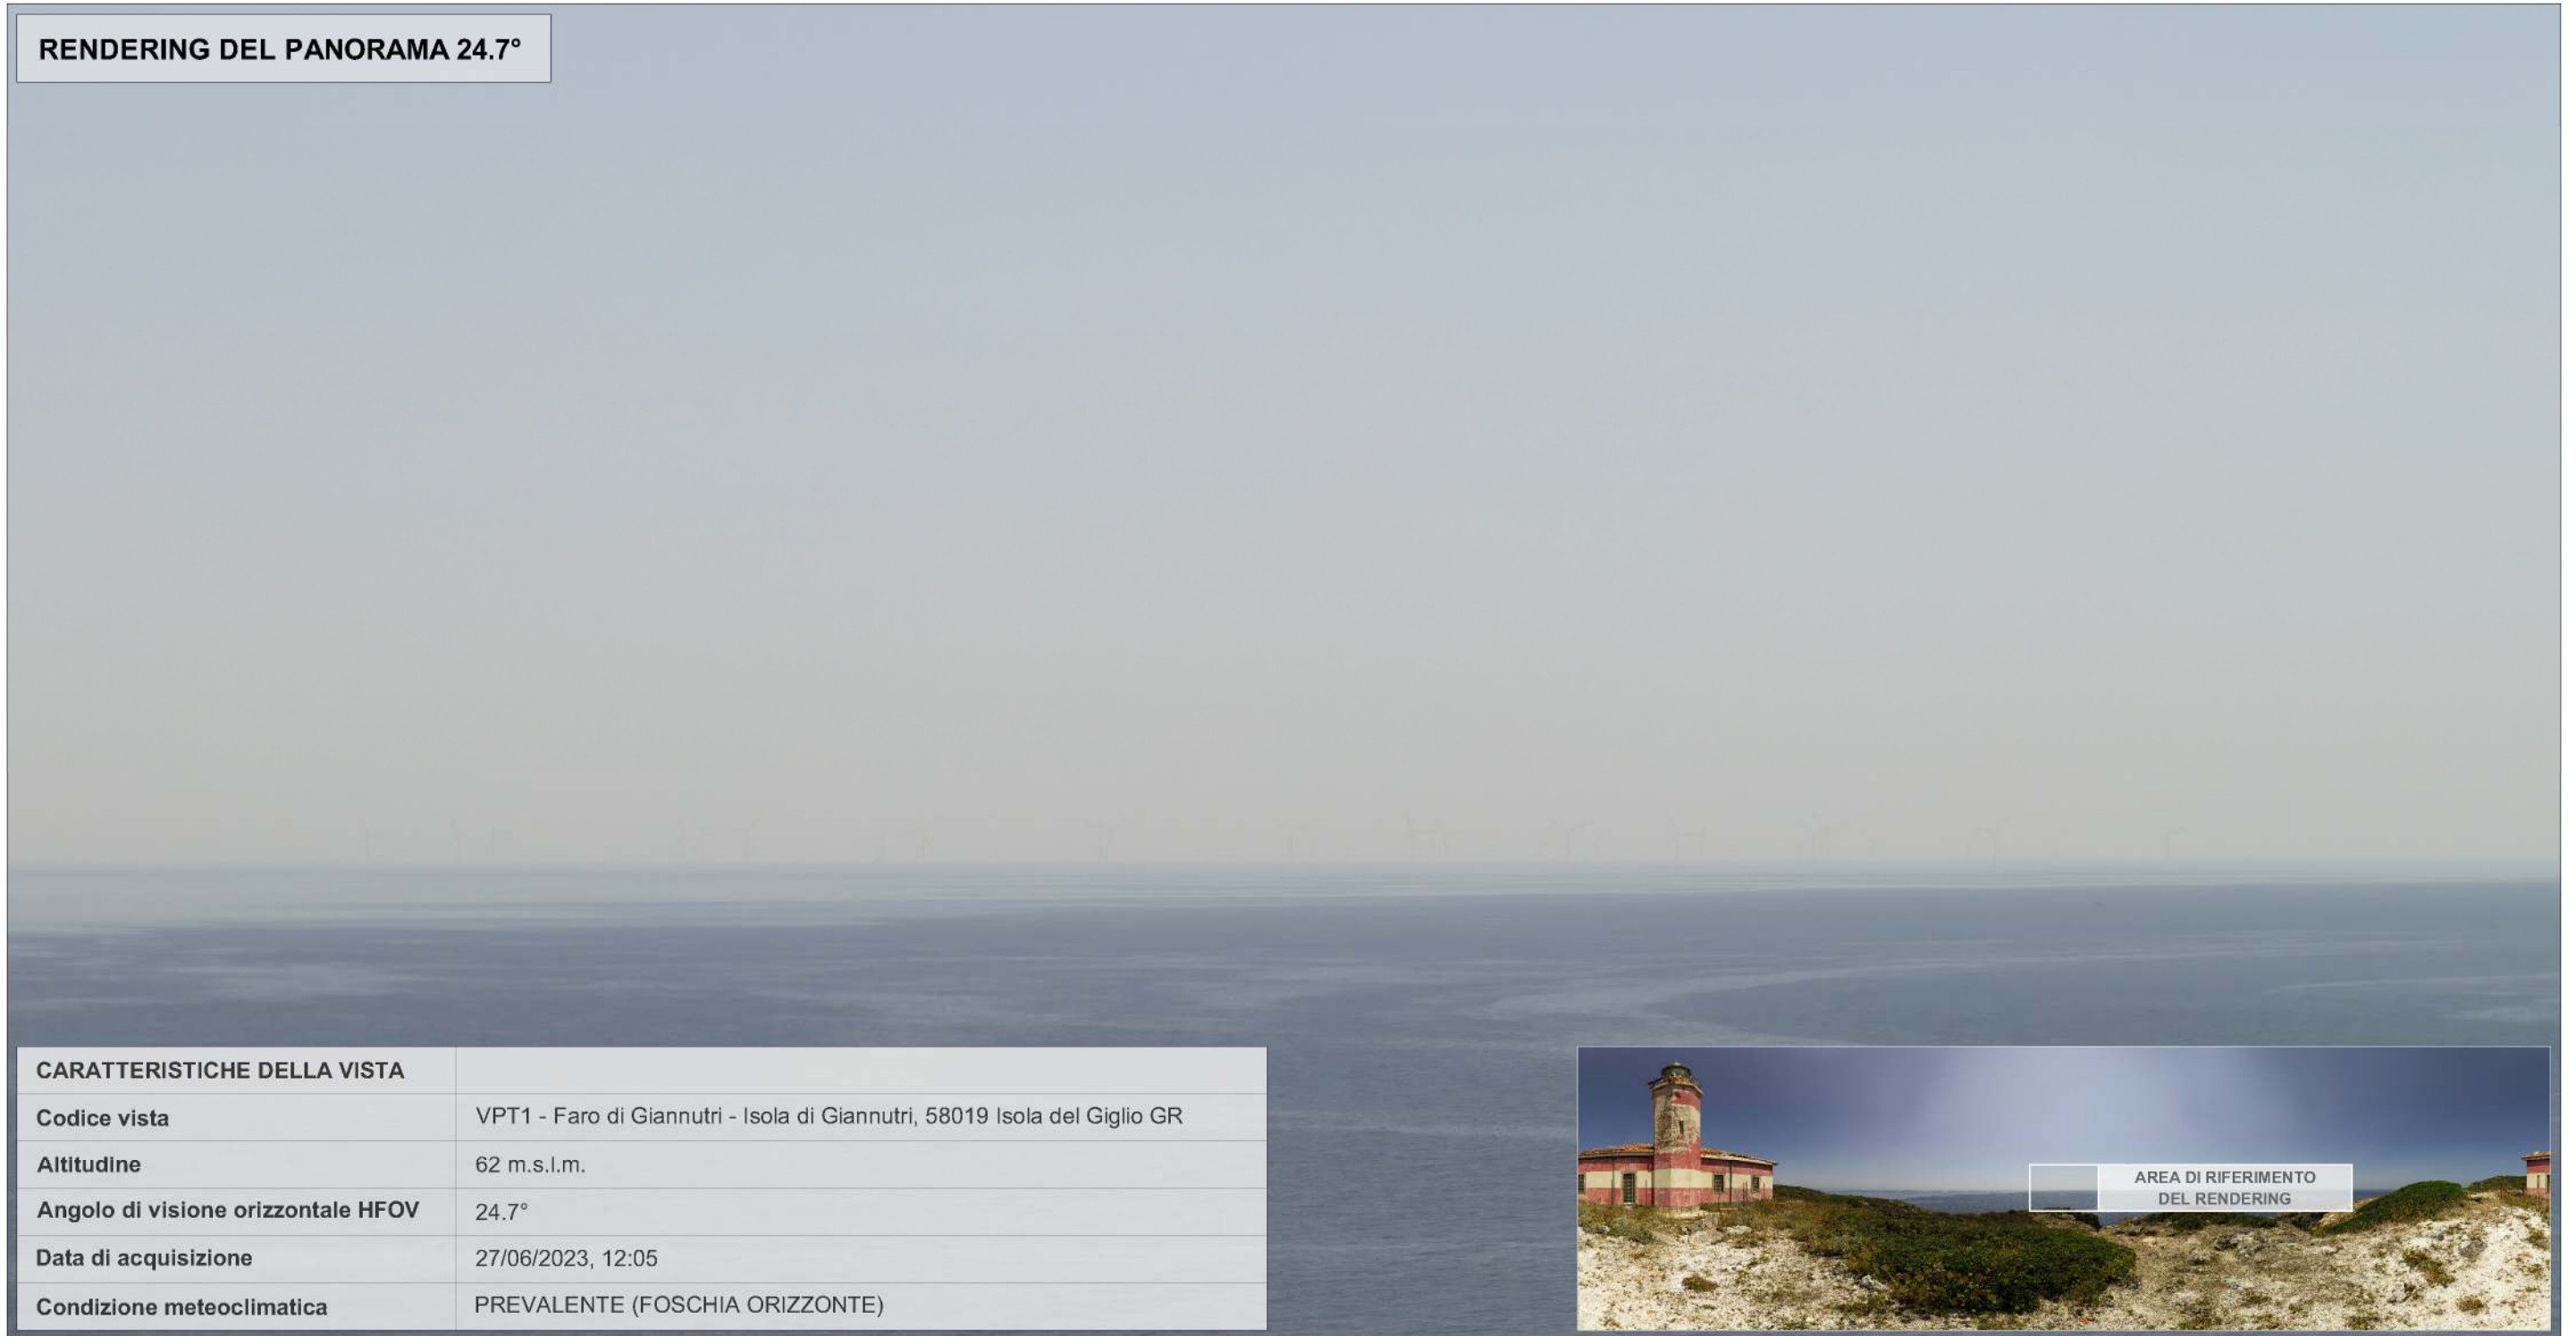 RENDERING DEL PANORAMA 24.7°
CARATTERISTICHE DELLA VISTA
Codice vista VPT1 - Faro di Giannutri - Isola di Giannutri, 58019 Isola del Giglio GR
Altitudine 62 m.s.l.m.
Angolo di visione orizzontale HFOV 24.7°
Data di acquisizione 27/06/2023, 12:05
Condizione meteoclimatica PREVALENTE (FOSCHIA ORIZZONTE)
AREA DI RIFERIMENTO
DEL RENDERING